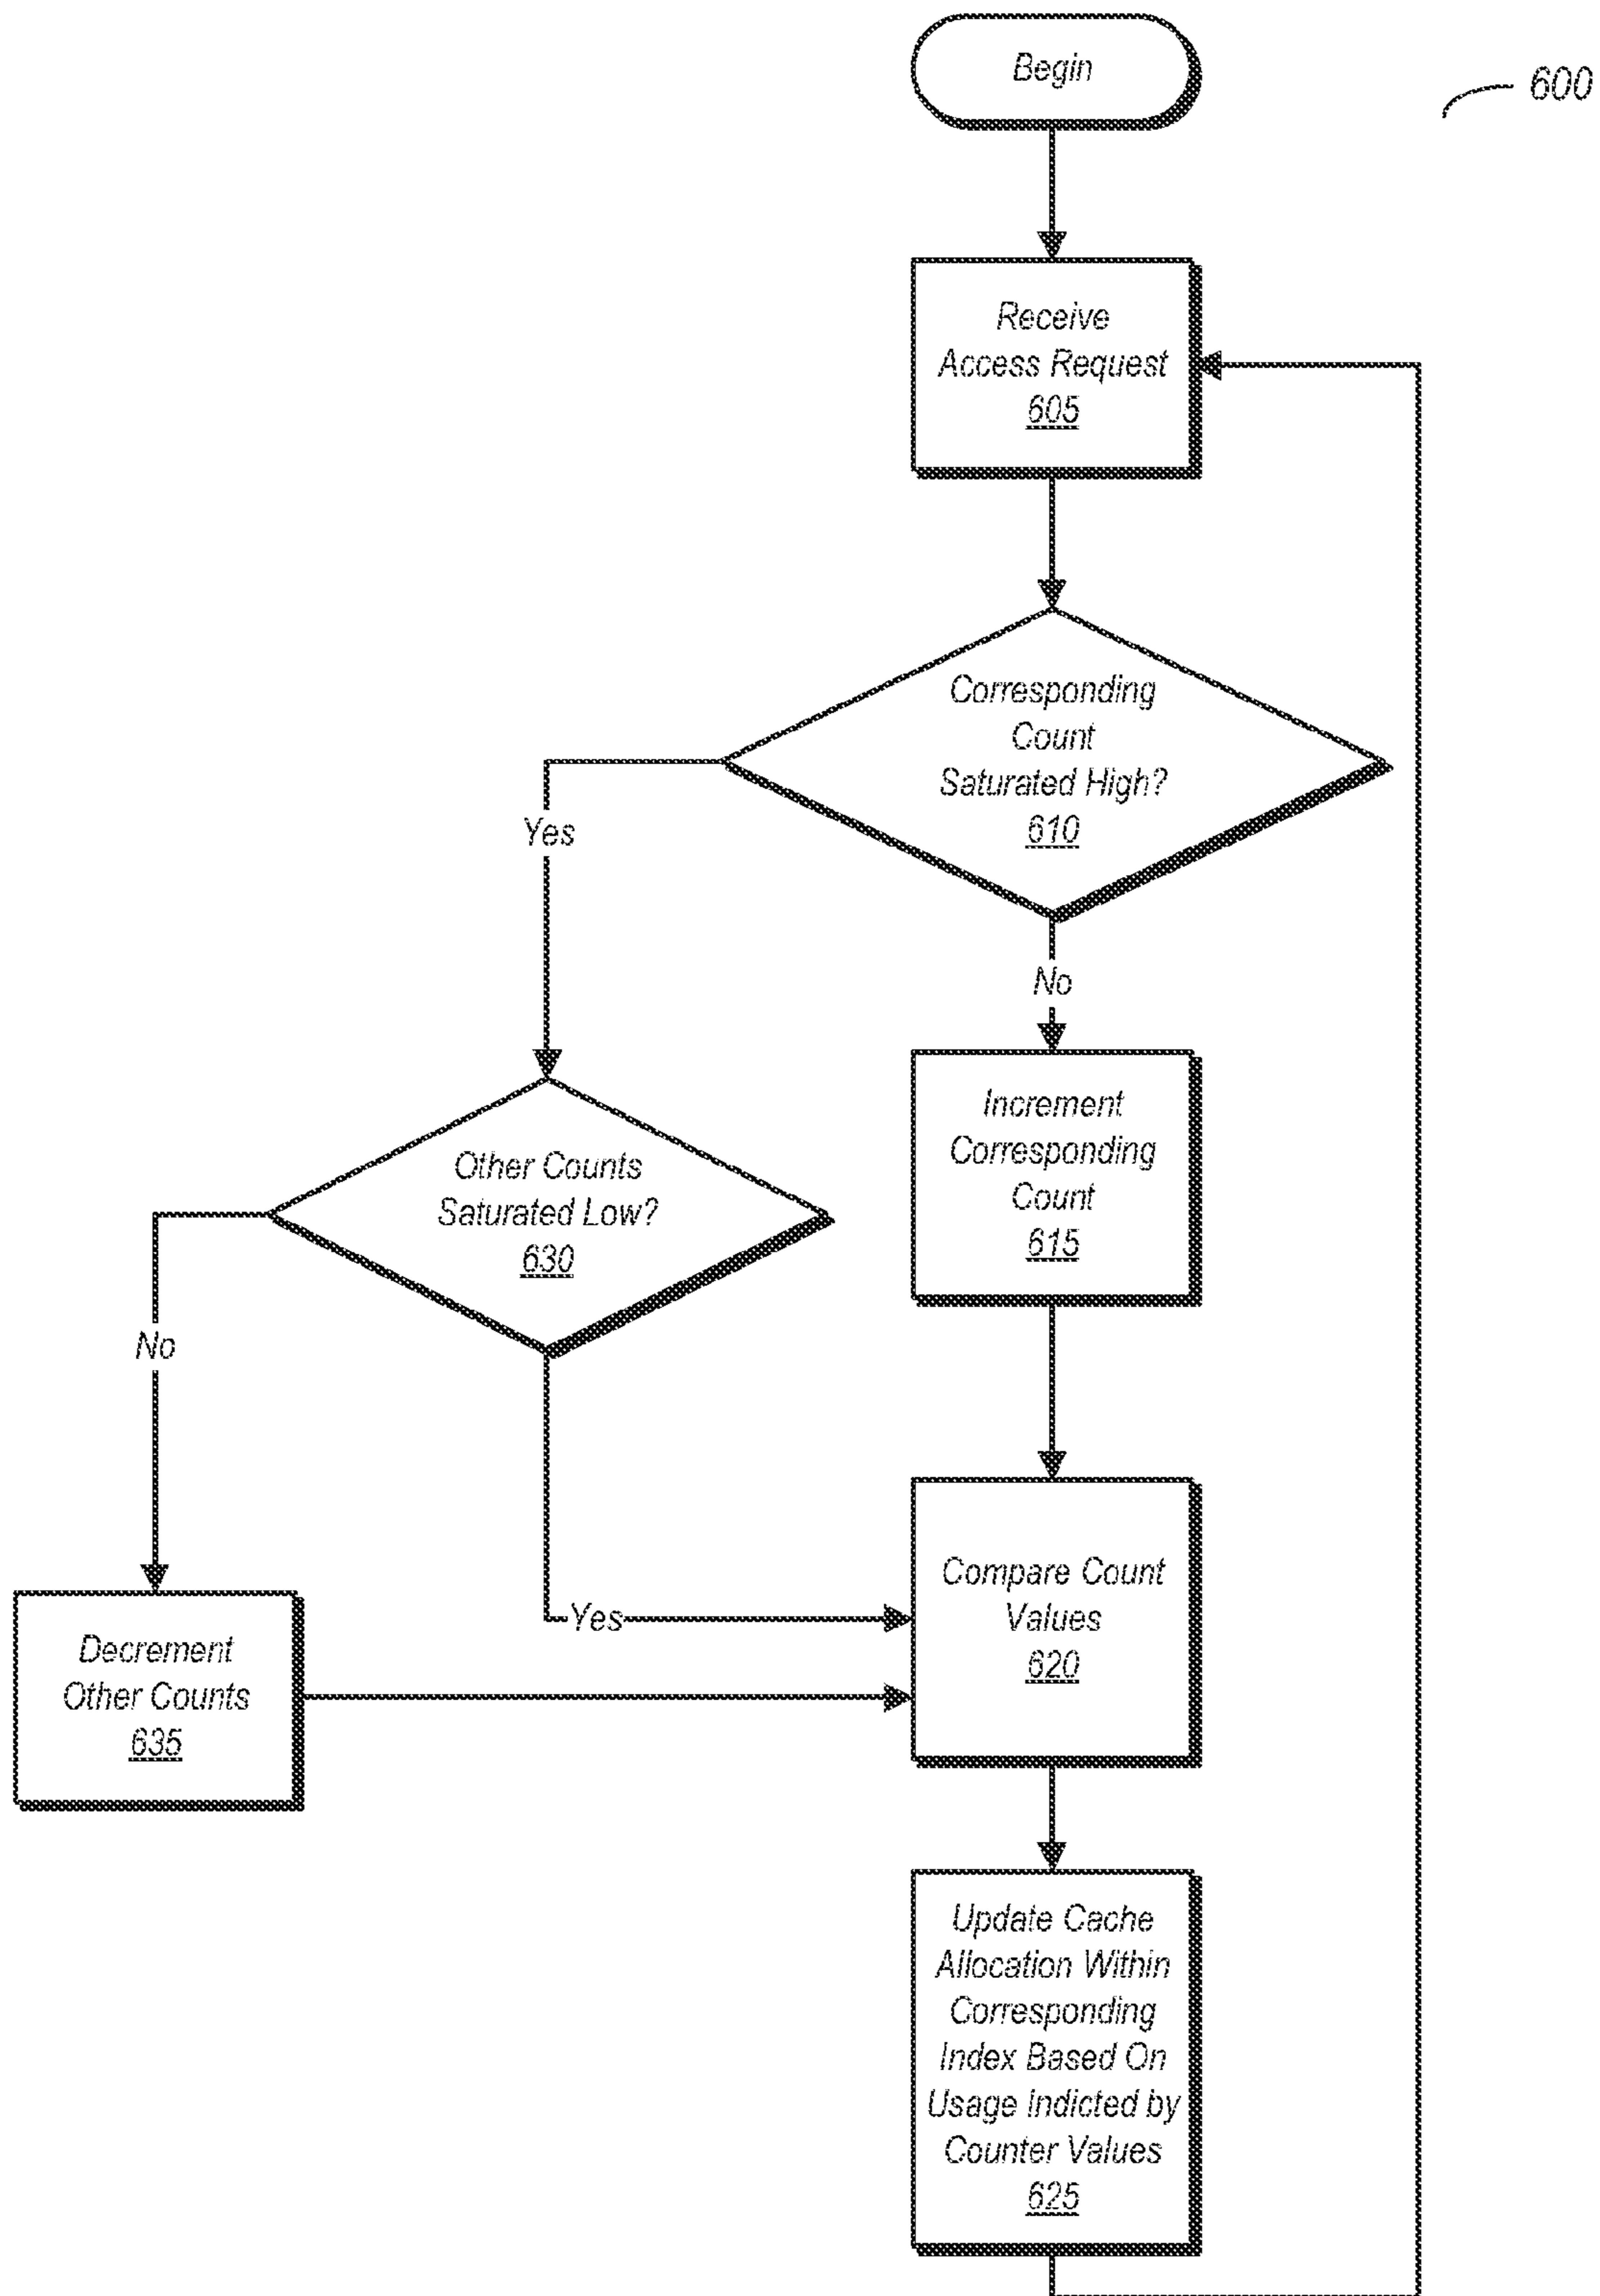 Begin
600
Receive
Access Request
605
Corresponding
Count
Saturated High?
610
Yes
No
Increment
Corresponding
Count
615
Other Counts
Saturated Low?
630
No
Yes
Decrement
Other Counts
635
Compare Count
Values
620
Update Cache
Allocation Within
Corresponding
Index Based On
Usage Indicted by
Counter Values
625